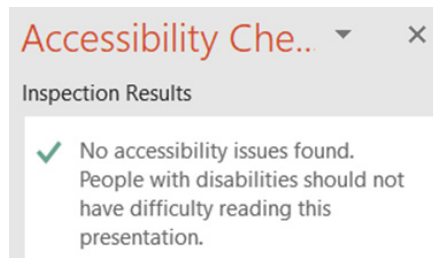 Accessibility Che...
Inspection Results
No accessibility issues found.
People with disabilities should not
have difficulty reading this
presentation.